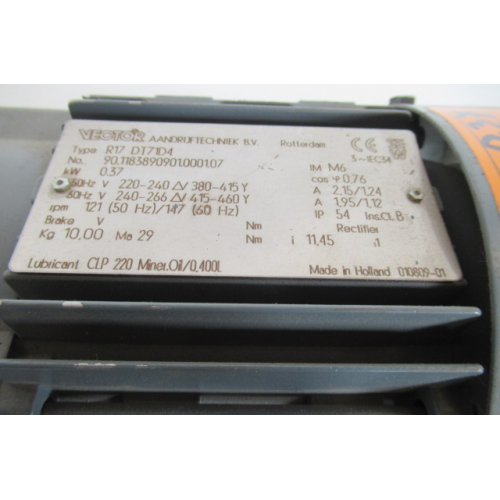 VECTOR AANDRIJFTECHNIEK B.V. Rotterdam CE
Type R17 DT71D4 3~IEC34
No. 90.1183890901.0001.07
kW 0.37 IM M6
50Hz V 220-240 Δ/380-415 Y cos φ 0,76
60Hz V 240-266 Δ/415-460 Y A 2,15/1,24
rpm 121 (50 Hz)/147 (60 Hz) A 1,95/1,12
IP 54 Ins.CL B
Brake V Nm Rectifier
Kg 10,00 Ma 29 Nm i 11,45 :1
Lubricant CLP 220 Miner.Oil/0,400L Made in Holland 010809-01